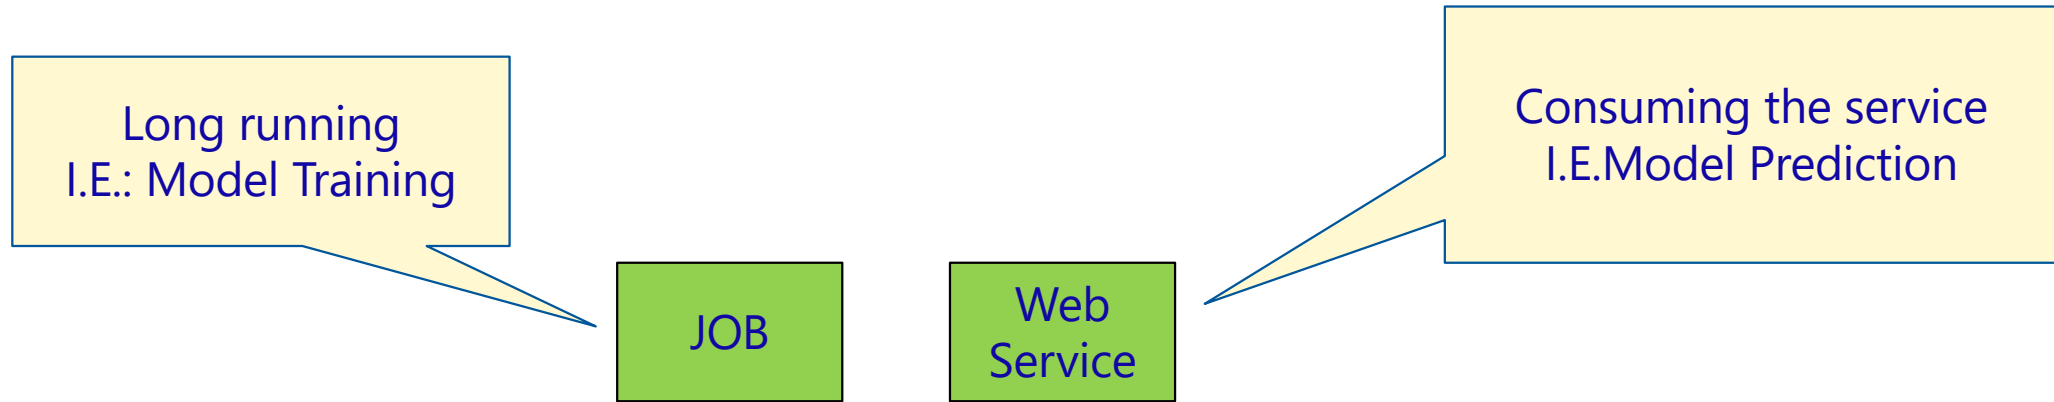 Long running
I.E.: Model Training
Consuming the service
I.E.Model Prediction
JOB
Web
Service